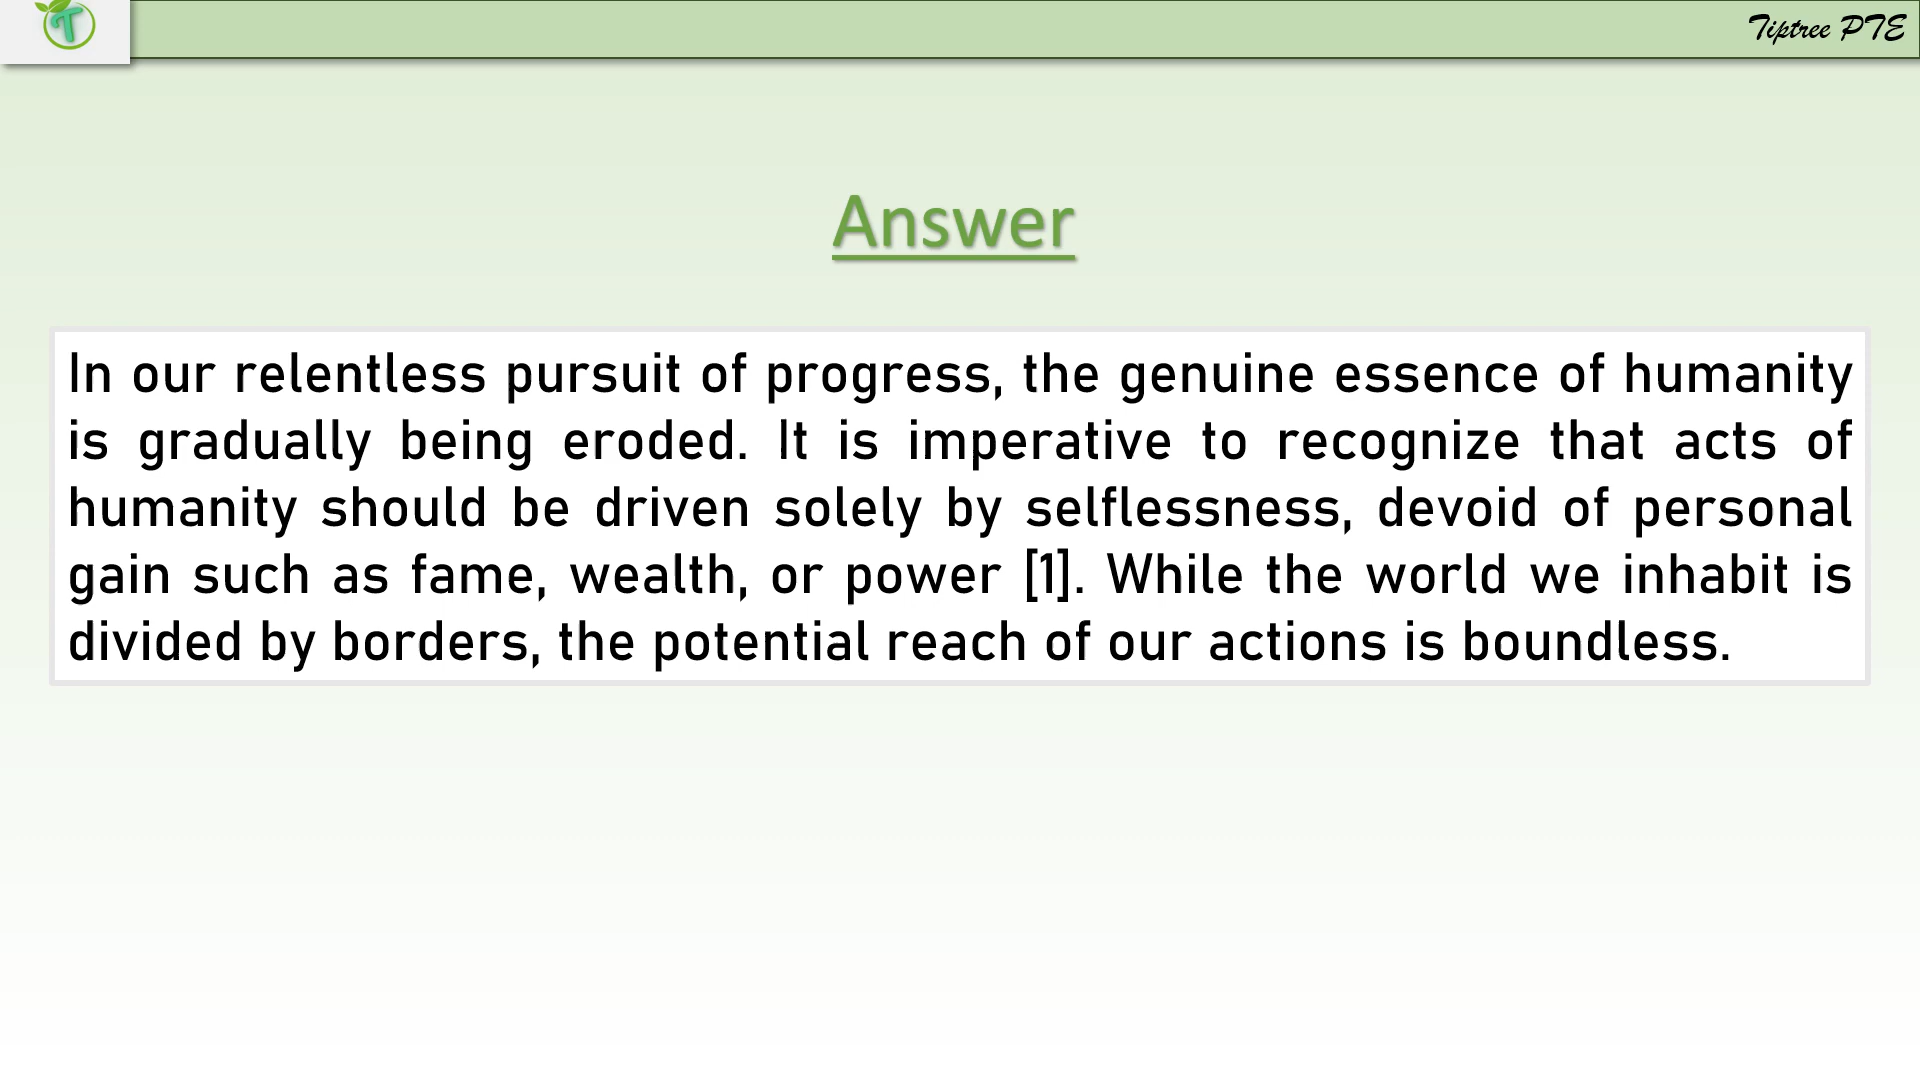 Tiptree PTE
Answer
In our relentless pursuit of progress, the genuine essence of humanity
is gradually being eroded. It is imperative to recognize that acts of
humanity should be driven solely by selflessness, devoid of personal
gain such as fame, wealth, or power [1]. While the world we inhabit is
divided by borders, the potential reach of our actions is boundless.